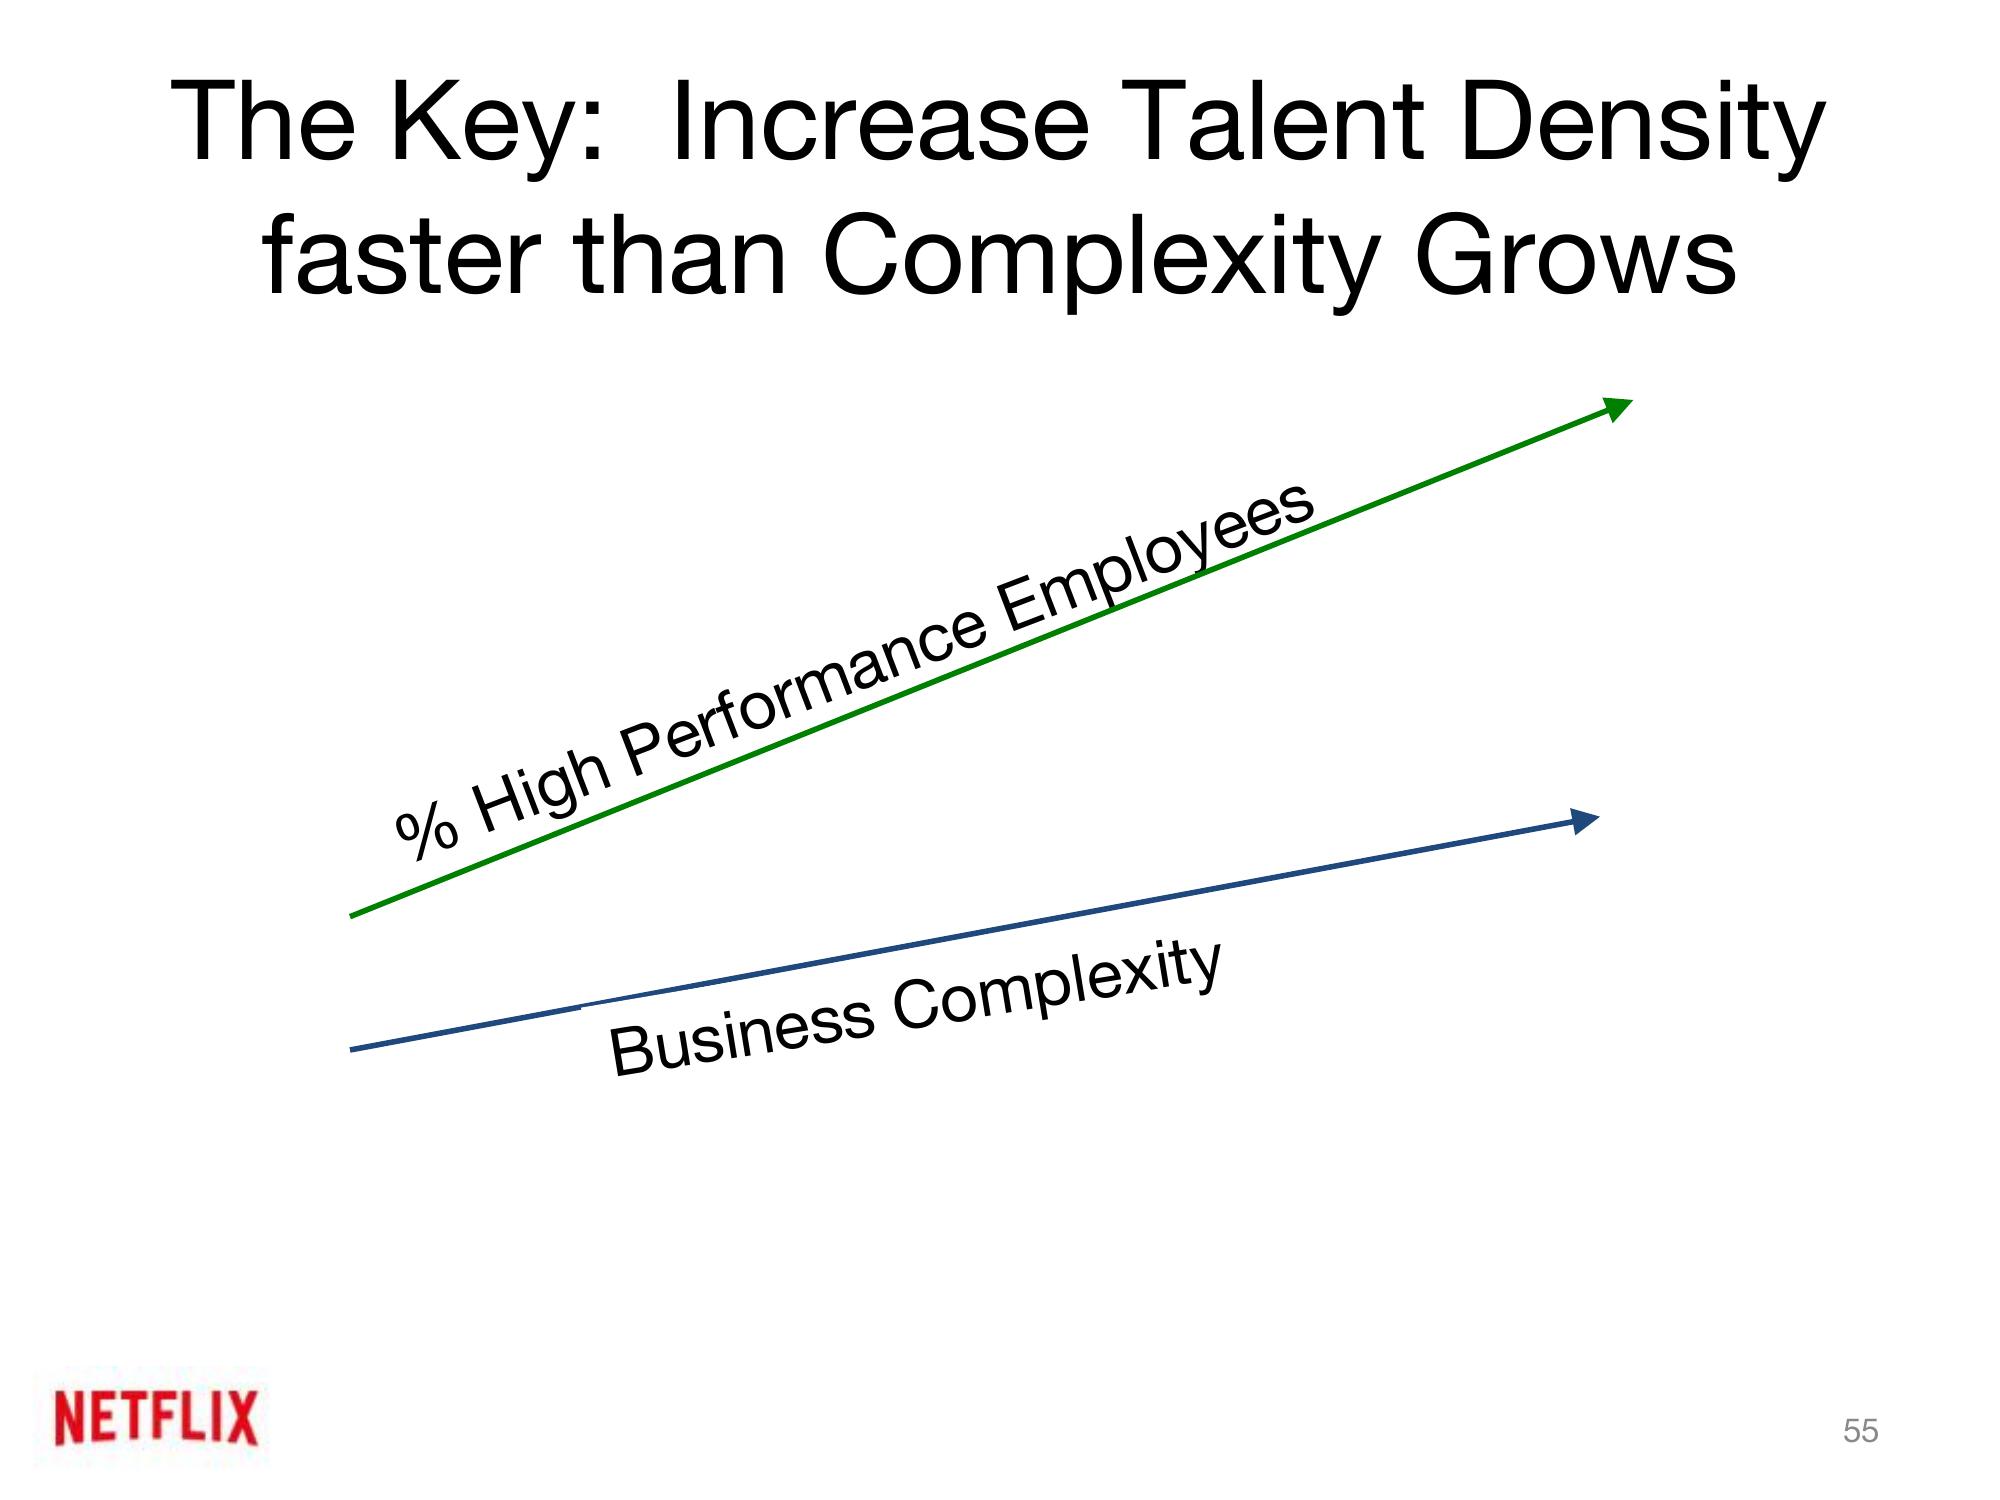 The Key:  Increase Talent Density
faster than Complexity Grows
% High Performance Employees
Business Complexity
NETFLIX
55